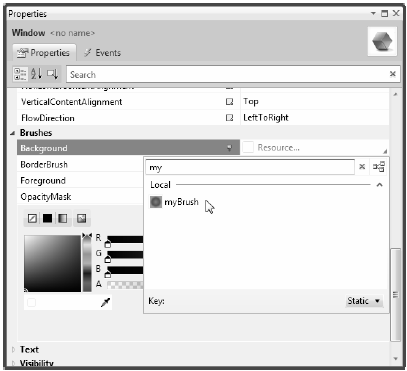 Properties
Window <no name>
Properties Events
Search
HorizontalContentAlignment
VerticalContentAlignment Top
FlowDirection LeftToRight
Brushes
Background Resource...
BorderBrush
Foreground
OpacityMask
my
Local
myBrush
R
G
B
A
Key: Static
Text
Visibility